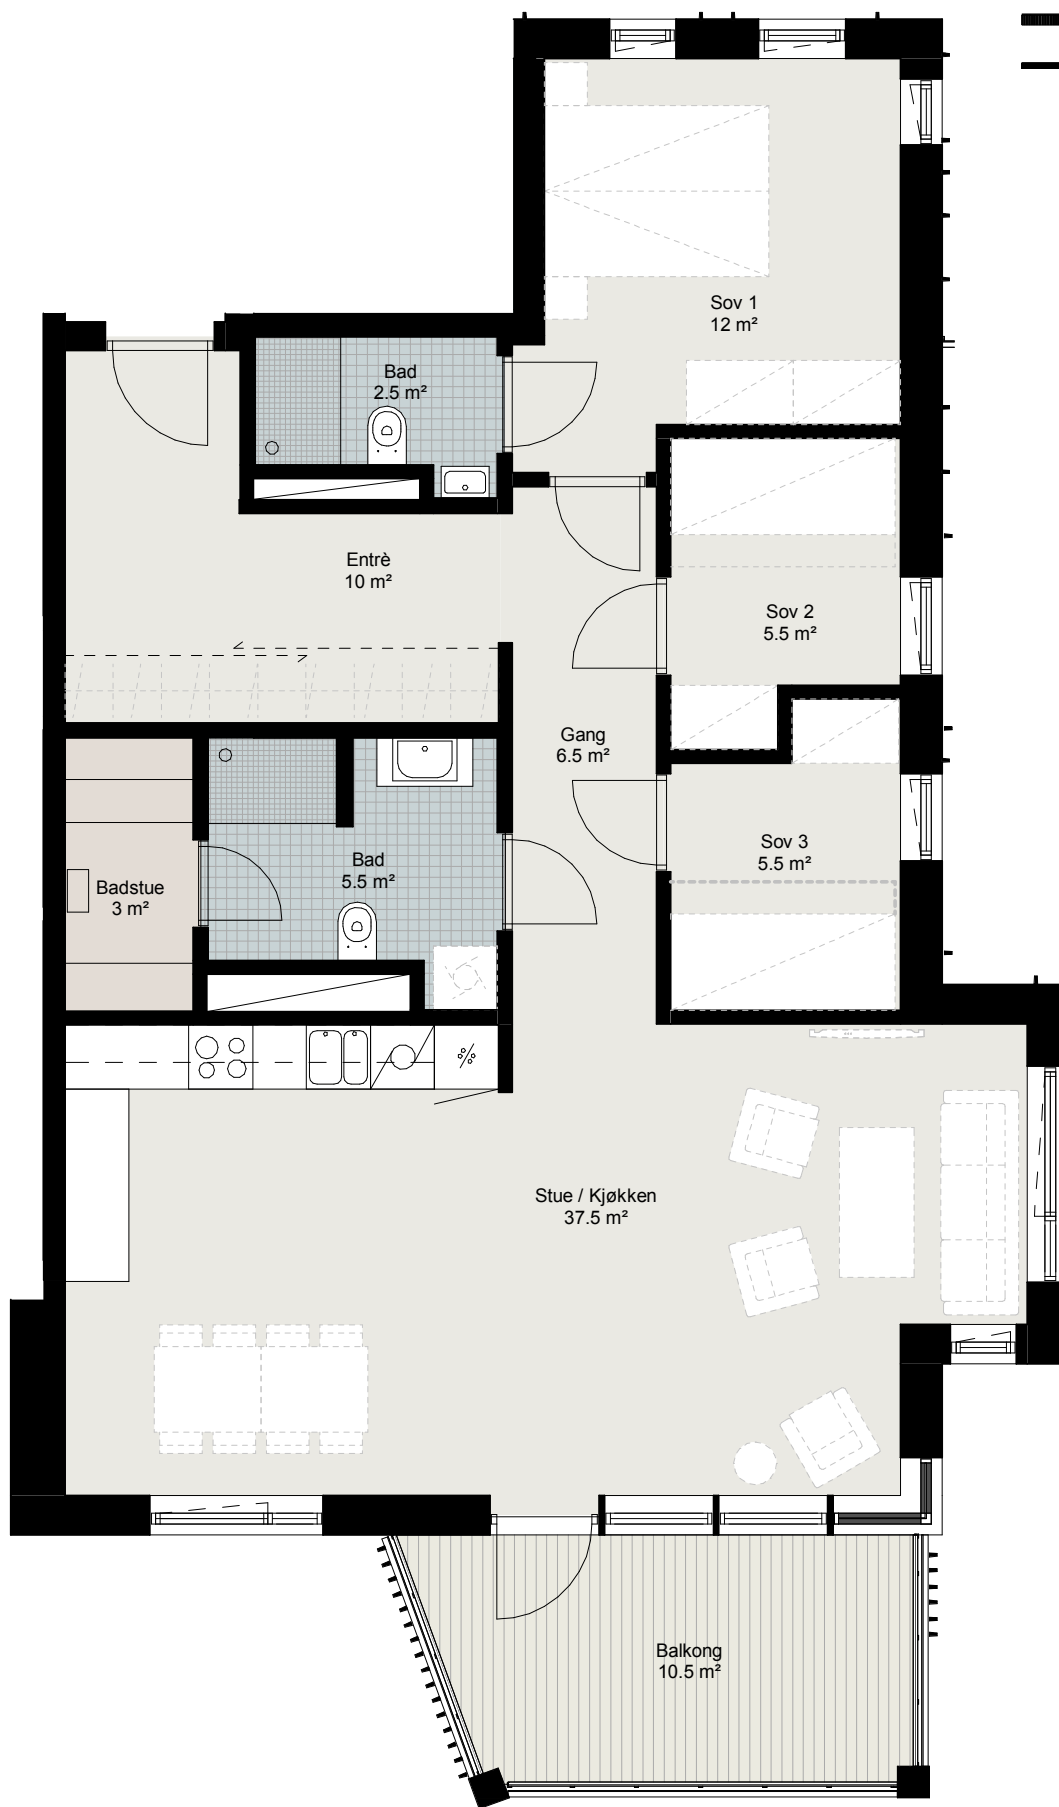 Sov 1
12 m²
Bad
2.5 m²
Entrè
10 m²
Sov 2
5.5 m²
Gang
6.5 m²
Sov 3
5.5 m²
Bad
5.5 m²
Badstue
3 m²
Stue / Kjøkken
37.5 m²
Balkong
10.5 m²